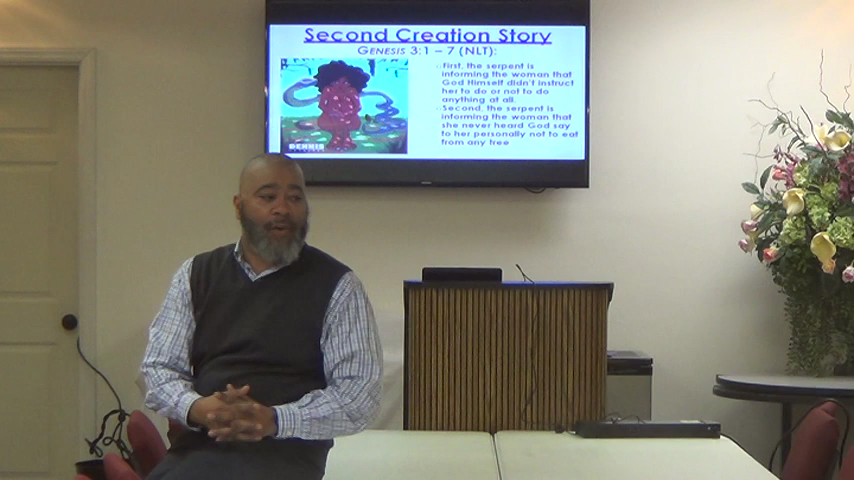 Second Creation Story
GENESIS 3:1 – 7 (NLT):
First, the serpent is
informing the woman that
God Himself didn't instruct
her to do or not to do
anything at all.
Second, the serpent is
informing the woman that
she never heard God say
to her personally not to eat
from any tree
DENNIS